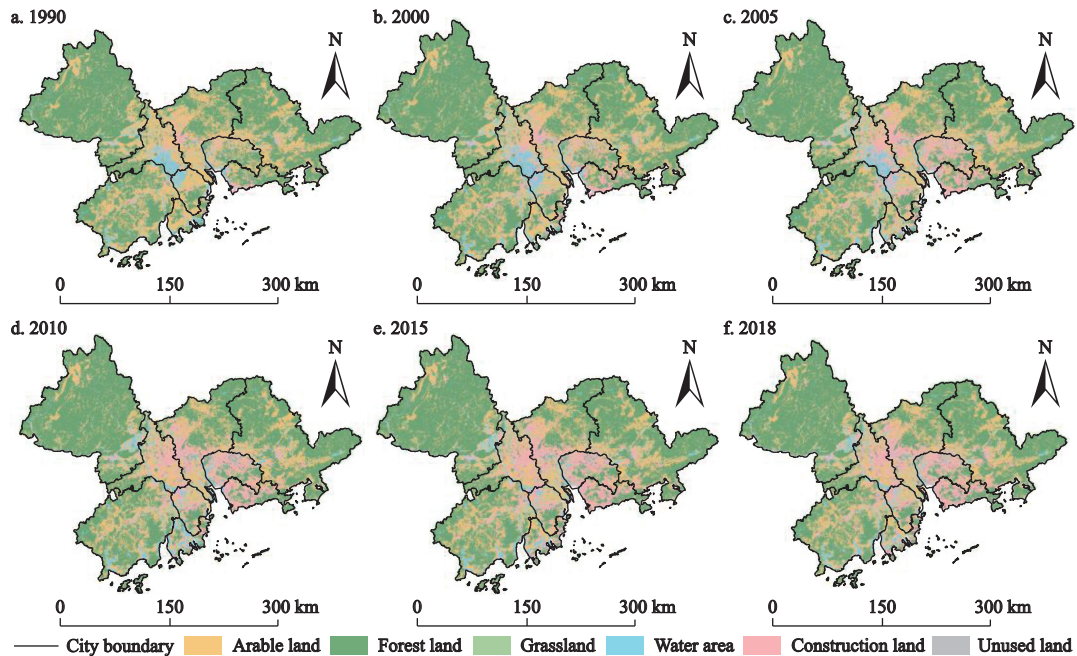 a. 1990
b. 2000
c. 2005
N
N
N
0 150 300 km
0 150 300 km
0 150 300 km
d. 2010
e. 2015
f. 2018
N
N
N
0 150 300 km
0 150 300 km
0 150 300 km
City boundary Arable land Forest land Grassland Water area Construction land Unused land